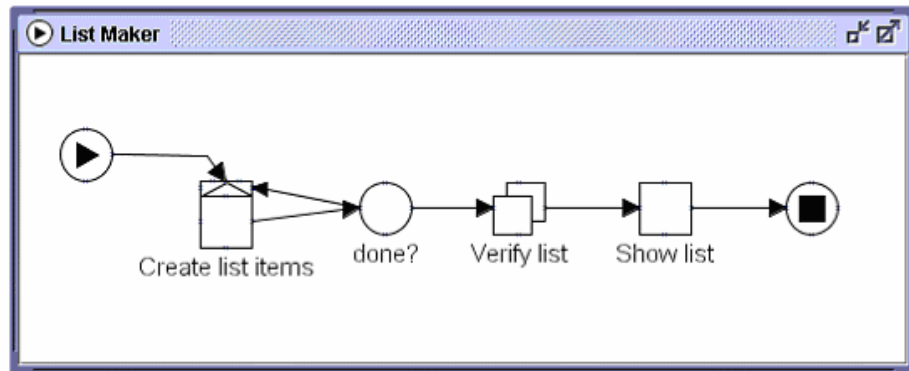 List Maker
Create list items
done?
Verify list
Show list